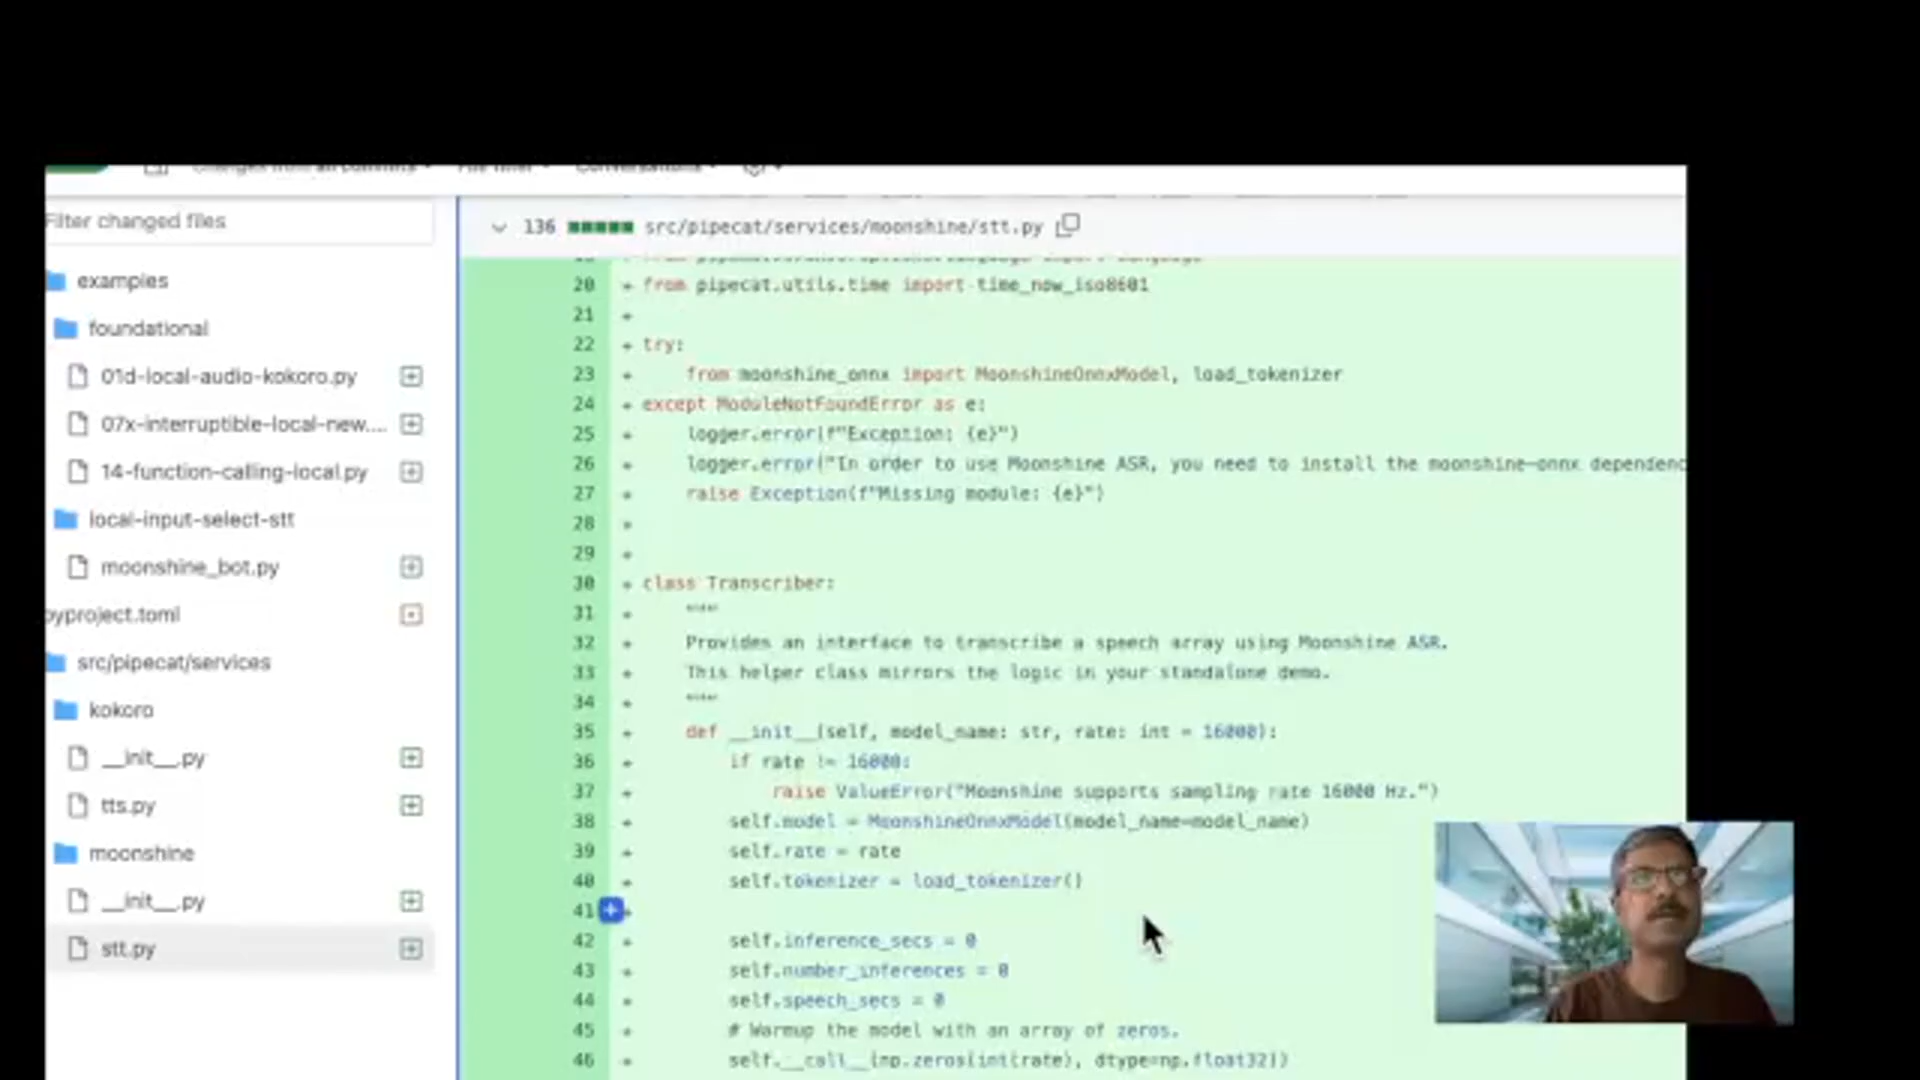 Changes from all commits File filter Conversations
Filter changed files
examples
foundational
01d-local-audio-kokoro.py
07x-interruptible-local-new....
14-function-calling-local.py
local-input-select-stt
moonshine_bot.py
pyproject.toml
src/pipecat/services
kokoro
__init__.py
tts.py
moonshine
__init__.py
stt.py
136 src/pipecat/services/moonshine/stt.py
20 + from pipecat.utils.time import time_now_iso8601
21 +
22 + try:
23 + from moonshine_onnx import MoonshineOnnxModel, load_tokenizer
24 + except ModuleNotFoundError as e:
25 + logger.error(f"Exception: {e}")
26 + logger.error("In order to use Moonshine ASR, you need to install the moonshine-onnx dependenc
27 + raise Exception(f"Missing module: {e}")
28 +
29 +
30 + class Transcriber:
31 + """
32 + Provides an interface to transcribe a speech array using Moonshine ASR.
33 + This helper class mirrors the logic in your standalone demo.
34 + """
35 + def __init__(self, model_name: str, rate: int = 16000):
36 + if rate != 16000:
37 + raise ValueError("Moonshine supports sampling rate 16000 Hz.")
38 + self.model = MoonshineOnnxModel(model_name=model_name)
39 + self.rate = rate
40 + self.tokenizer = load_tokenizer()
41 +
42 + self.inference_secs = 0
43 + self.number_inferences = 0
44 + self.speech_secs = 0
45 + # Warmup the model with an array of zeros.
46 + self.__call__(np.zeros(int(rate), dtype=np.float32))